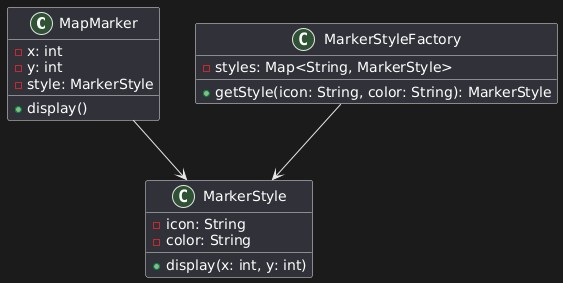 C MapMarker
x: int
y: int
style: MarkerStyle
display()
C MarkerStyleFactory
styles: Map<String, MarkerStyle>
getStyle(icon: String, color: String): MarkerStyle
C MarkerStyle
icon: String
color: String
display(x: int, y: int)